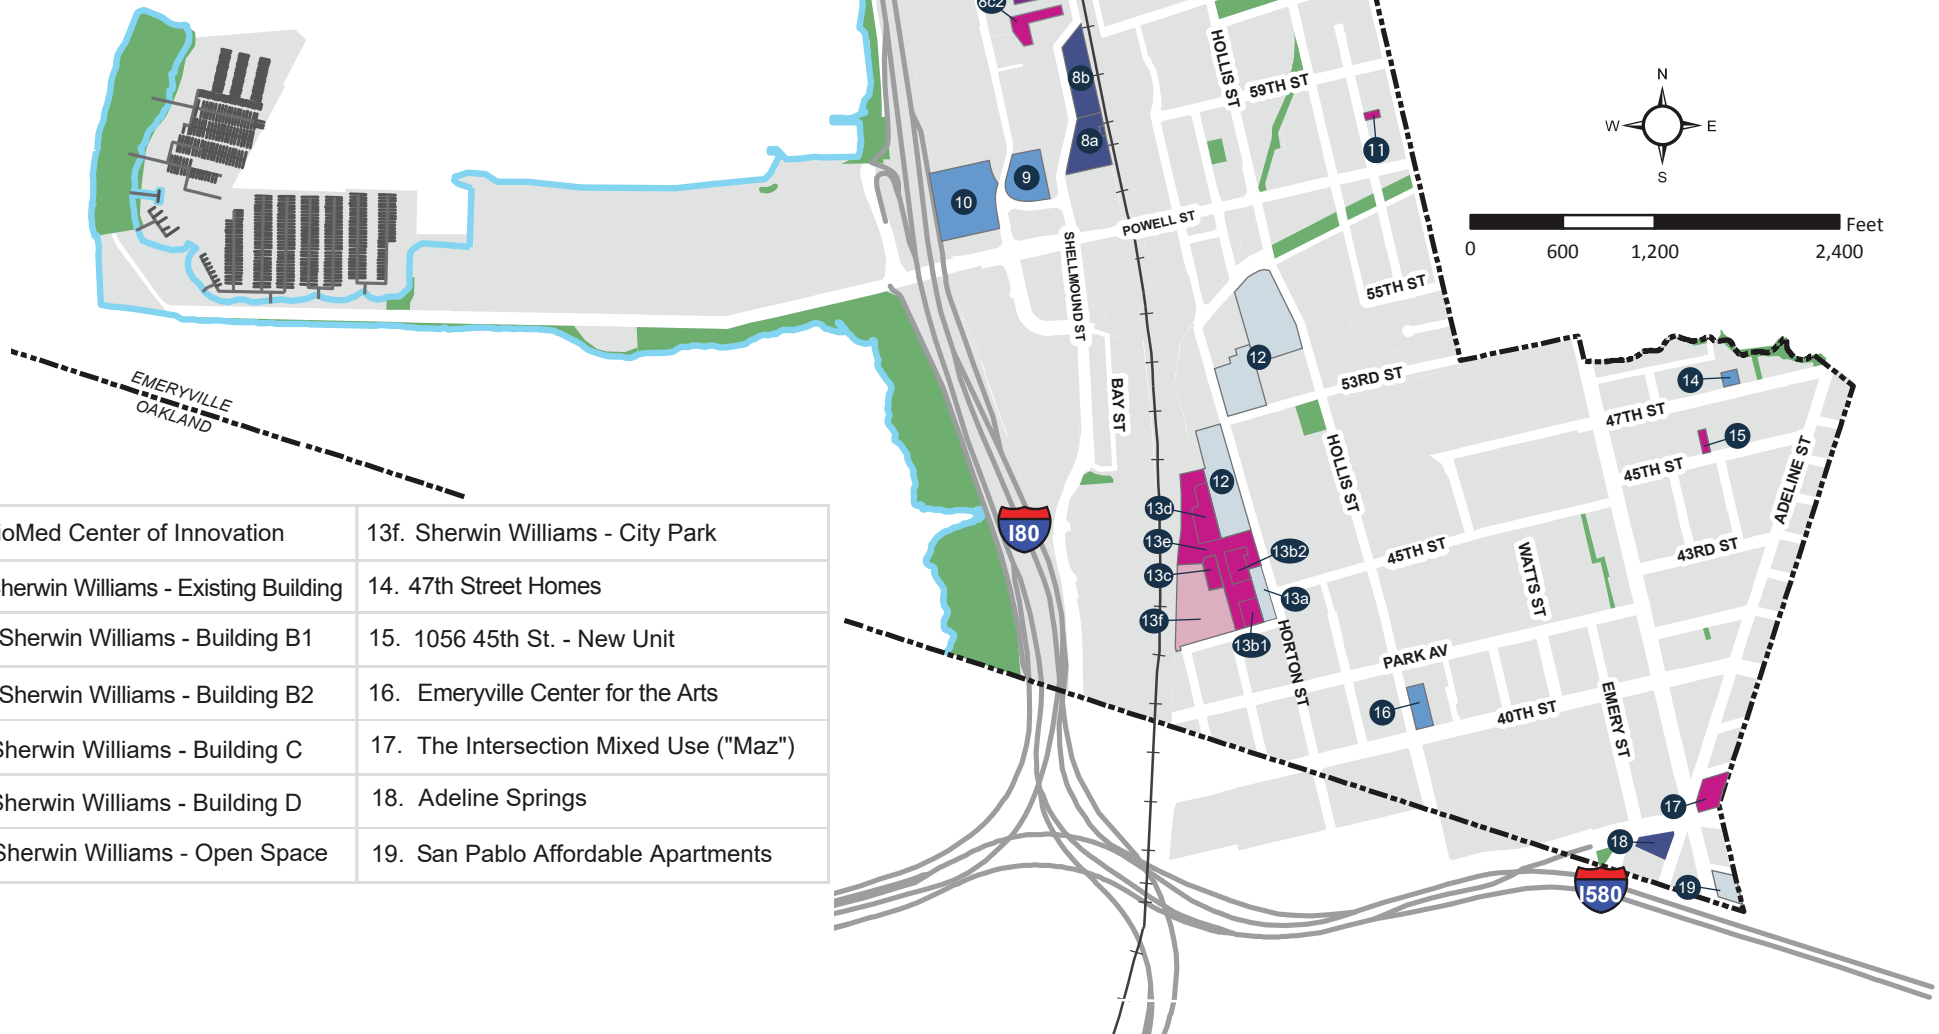 8c2
8b
8a
9
10
11
HOLLIS ST
59TH ST
POWELL ST
SHELLMOUND ST
55TH ST
N
W
E
S
Feet
0
600
1,200
2,400
EMERYVILLE
OAKLAND
BAY ST
12
53RD ST
HOLLIS ST
14
47TH ST
15
45TH ST
ADELINE ST
12
13d
13e
13c
13f
13b2
13a
13b1
I80
45TH ST
WATTS ST
43RD ST
HORTON ST
PARK AV
16
40TH ST
EMERY ST
17
18
19
I580
ioMed Center of Innovation
13f. Sherwin Williams - City Park
Sherwin Williams - Existing Building
14. 47th Street Homes
Sherwin Williams - Building B1
15. 1056 45th St. - New Unit
Sherwin Williams - Building B2
16. Emeryville Center for the Arts
Sherwin Williams - Building C
17. The Intersection Mixed Use ("Maz")
Sherwin Williams - Building D
18. Adeline Springs
Sherwin Williams - Open Space
19. San Pablo Affordable Apartments